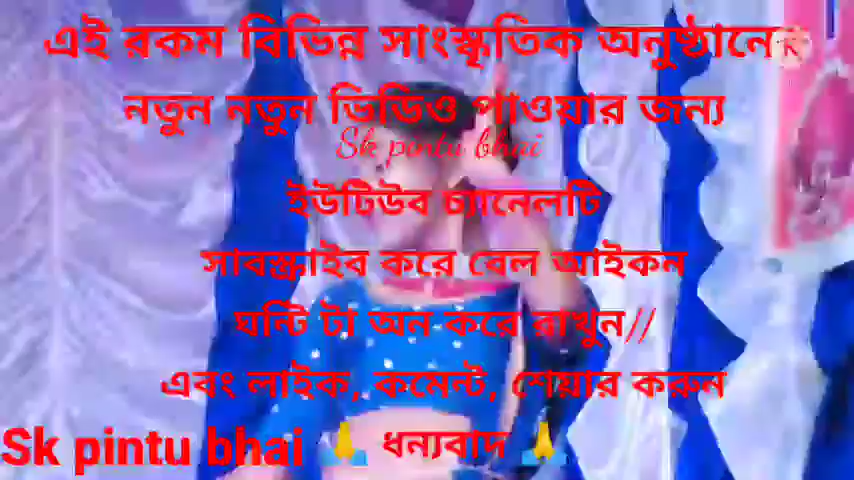 এই রকম বিভিন্ন সাংস্কৃতিক অনুষ্ঠানের
নতুন নতুন ভিডিও পাওয়ার জন্য
Sk pintu bhai
ইউটিউব চ্যানেলটি
সাবস্ক্রাইব করে বেল আইকন
ঘন্টি টা অন করে রাখুন//
এবং লাইক, কমেন্ট, শেয়ার করুন
Sk pintu bhai 🙏 ধন্যবাদ 🙏